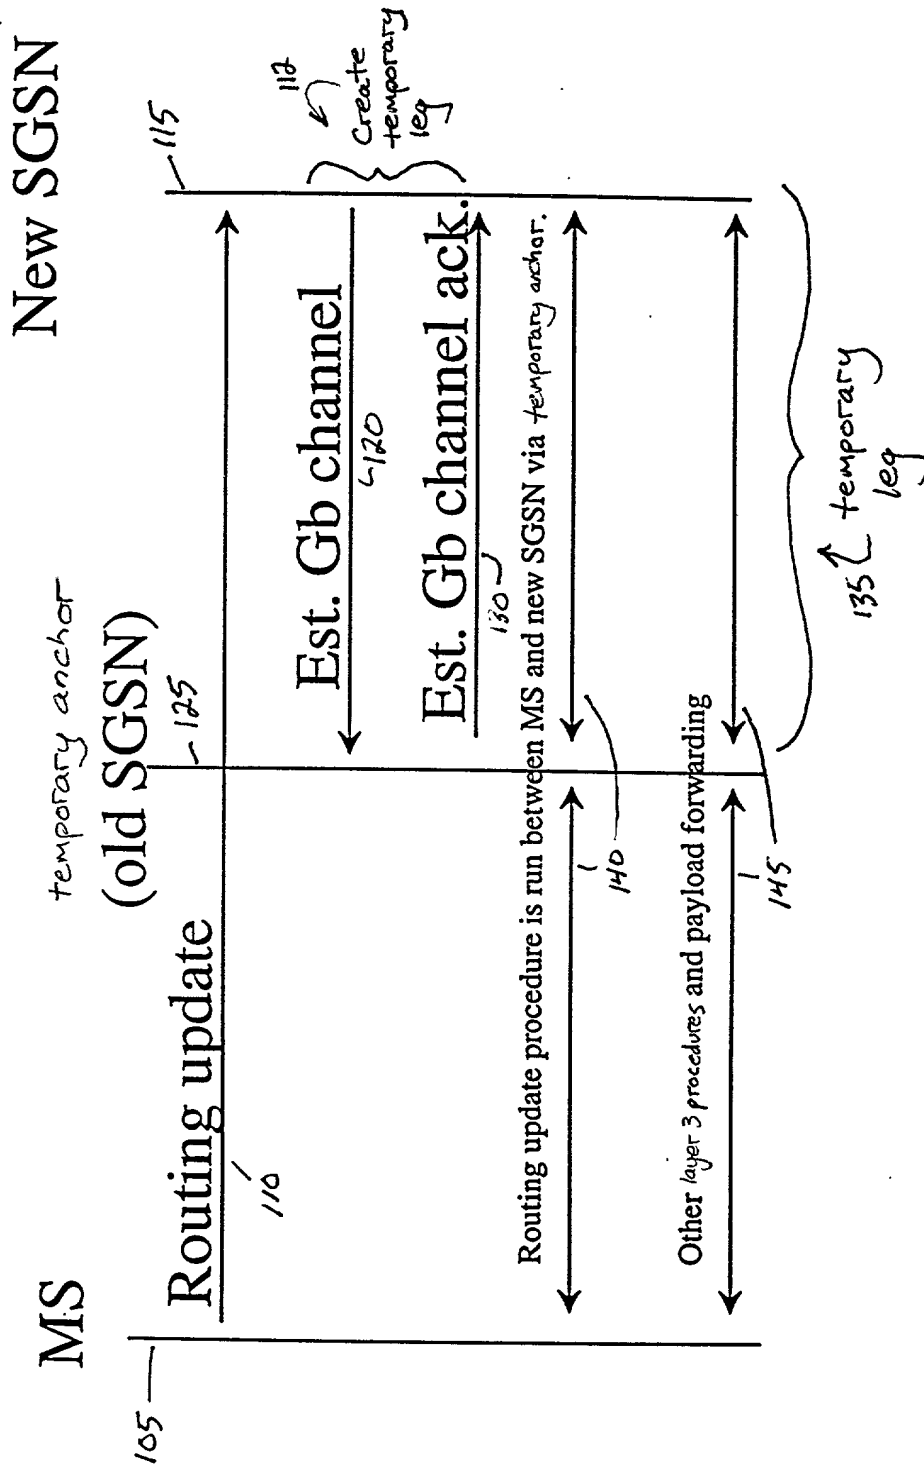 MS
temporary anchor
(old SGSN)
New SGSN
105
125
115
Routing update
110
112
Create
temporary
leg
Est. Gb channel
120
Est. Gb channel ack.
130
Routing update procedure is run between MS and new SGSN via temporary anchor.
140
Other layer 3 procedures and payload forwarding
145
135
temporary
leg